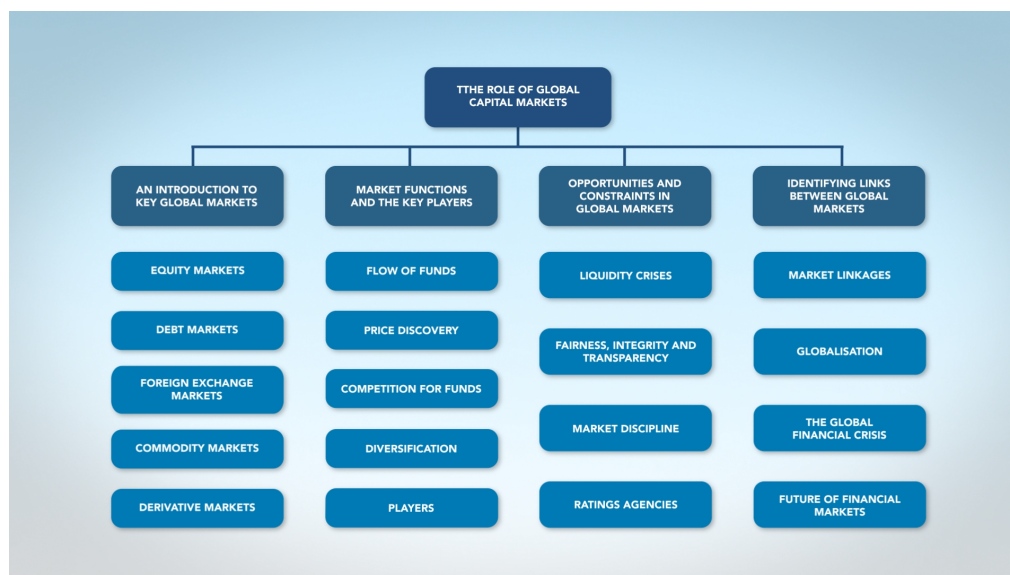 TTHE ROLE OF GLOBAL
CAPITAL MARKETS
AN INTRODUCTION TO
KEY GLOBAL MARKETS
EQUITY MARKETS
DEBT MARKETS
FOREIGN EXCHANGE
MARKETS
COMMODITY MARKETS
DERIVATIVE MARKETS
MARKET FUNCTIONS
AND THE KEY PLAYERS
FLOW OF FUNDS
PRICE DISCOVERY
COMPETITION FOR FUNDS
DIVERSIFICATION
PLAYERS
OPPORTUNITIES AND
CONSTRAINTS IN
GLOBAL MARKETS
LIQUIDITY CRISES
FAIRNESS, INTEGRITY AND
TRANSPARENCY
MARKET DISCIPLINE
RATINGS AGENCIES
IDENTIFYING LINKS
BETWEEN GLOBAL
MARKETS
MARKET LINKAGES
GLOBALISATION
THE GLOBAL
FINANCIAL CRISIS
FUTURE OF FINANCIAL
MARKETS